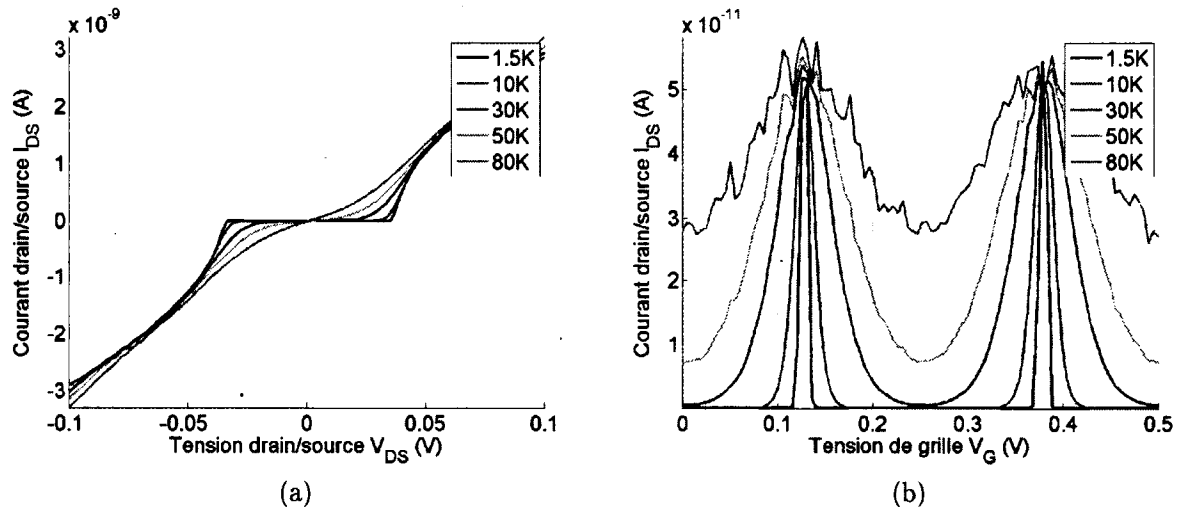 x 10⁻⁹
3
2
1
0
-1
-2
-3
Courant drain/source I_DS (A)
-0.1
-0.05
0
0.05
0.1
Tension drain/source V_DS (V)
1.5K
10K
30K
50K
80K
(a)
x 10⁻¹¹
5
4
3
2
1
Courant drain/source I_DS (A)
0
0.1
0.2
0.3
0.4
0.5
Tension de grille V_G (V)
1.5K
10K
30K
50K
80K
(b)